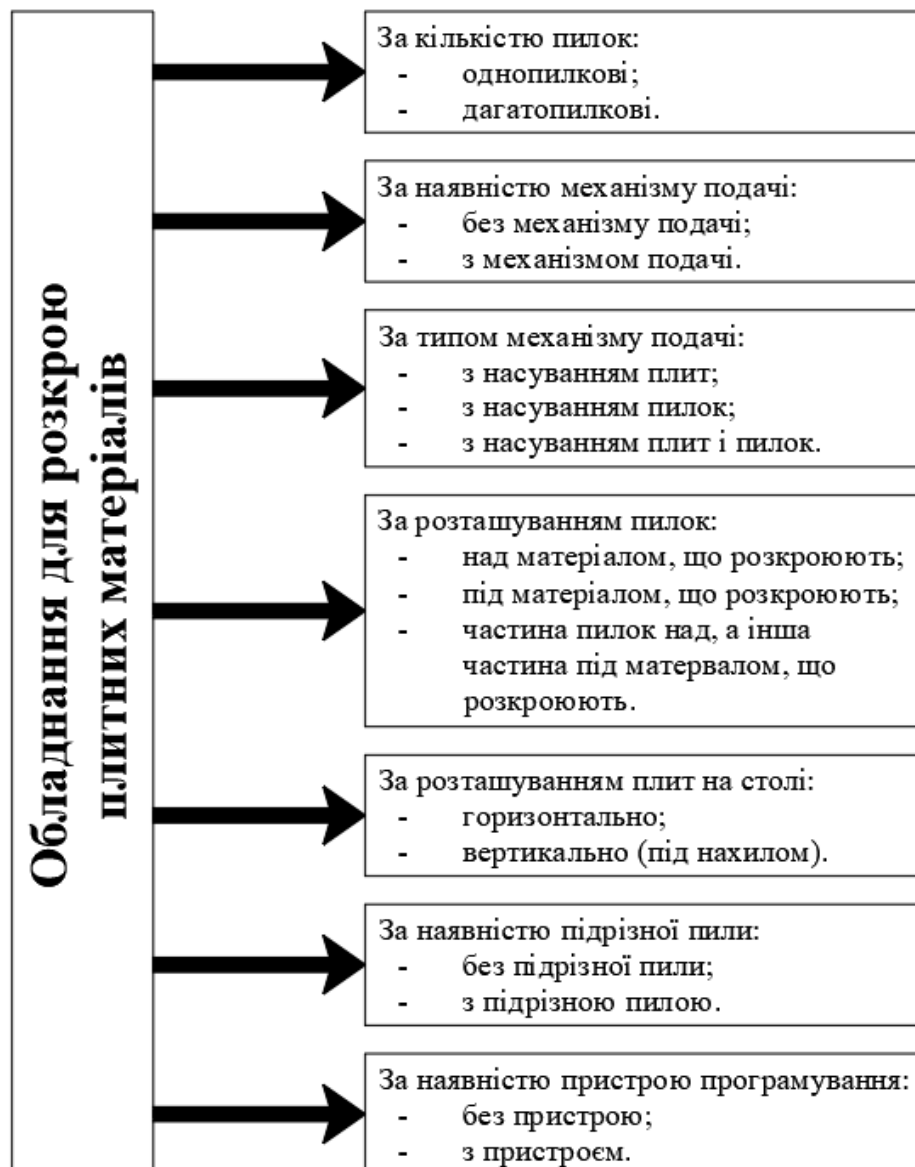 Обладнання для розкрою
плитних матеріалів
За кількістю пилок:
- однопилкові;
- дагатопилкові.
За наявністю механізму подачі:
- без механізму подачі;
- з механізмом подачі.
За типом механізму подачі:
- з насуванням плит;
- з насуванням пилок;
- з насуванням плит і пилок.
За розташуванням пилок:
- над матеріалом, що розкроюють;
- під матеріалом, що розкроюють;
- частина пилок над, а інша
частина під матервалом, що
розкроюють.
За розташуванням плит на столі:
- горизонтально;
- вертикально (під нахилом).
За наявністю підрізної пили:
- без підрізної пили;
- з підрізною пилою.
За наявністю пристрою програмування:
- без пристрою;
- з пристроєм.